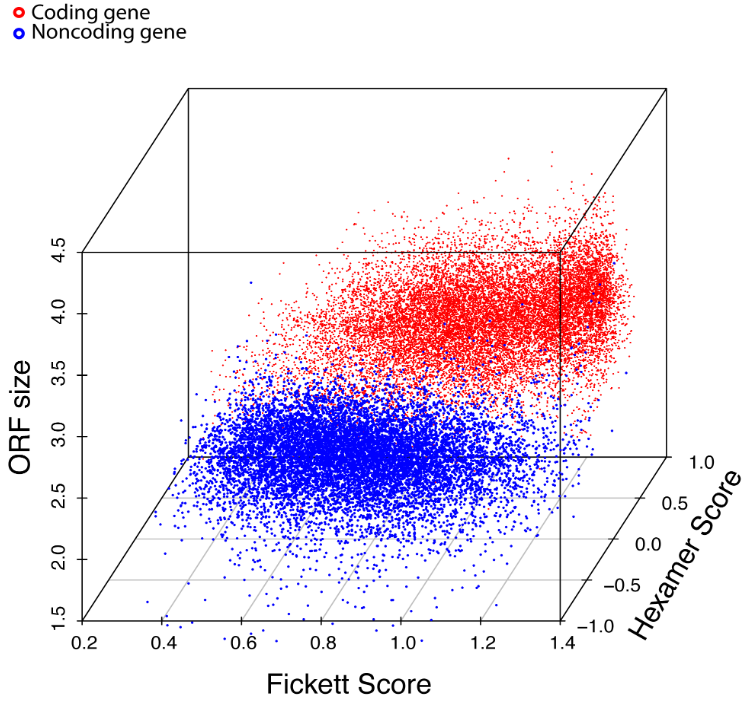 Coding gene
Noncoding gene
4.5
4.0
3.5
3.0
2.5
2.0
1.5
ORF size
0.2 0.4 0.6 0.8 1.0 1.2 1.4
Fickett Score
1.0
0.5
0.0
−0.5
−1.0
Hexamer Score